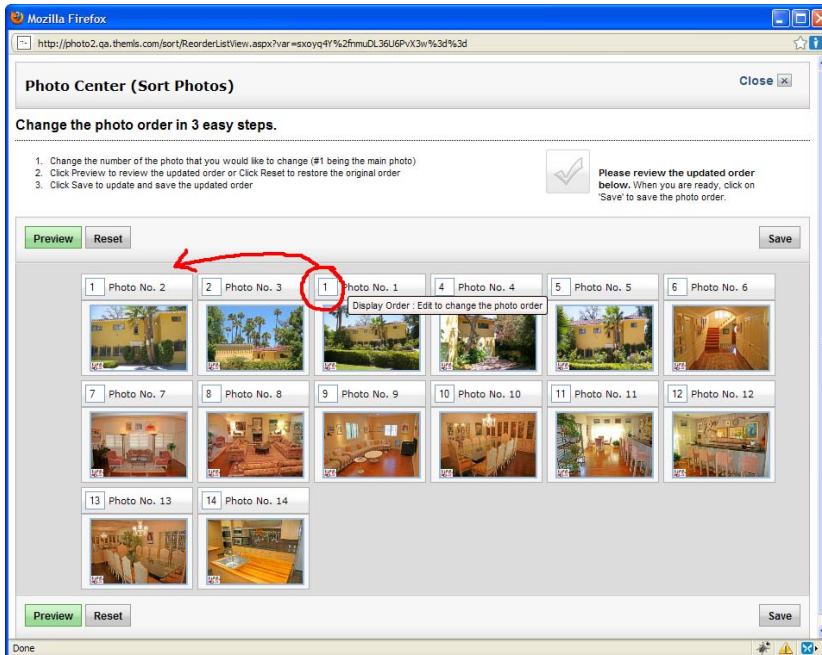 Mozilla Firefox
http://photo2.qa.themls.com/sort/ReorderListView.aspx?var=sxoyq4Y%2fnmuDL36U6PvX3w%3d%3d
Photo Center (Sort Photos)
Close
Change the photo order in 3 easy steps.
1. Change the number of the photo that you would like to change (#1 being the main photo)
2. Click Preview to review the updated order or Click Reset to restore the original order
3. Click Save to update and save the updated order
Please review the updated order
below. When you are ready, click on
'Save' to save the photo order.
Preview Reset Save
1 Photo No. 2 2 Photo No. 3 1 Photo No. 1 4 Photo No. 4 5 Photo No. 5 6 Photo No. 6
Display Order : Edit to change the photo order
7 Photo No. 7 8 Photo No. 8 9 Photo No. 9 10 Photo No. 10 11 Photo No. 11 12 Photo No. 12
13 Photo No. 13 14 Photo No. 14
Preview Reset Save
Done